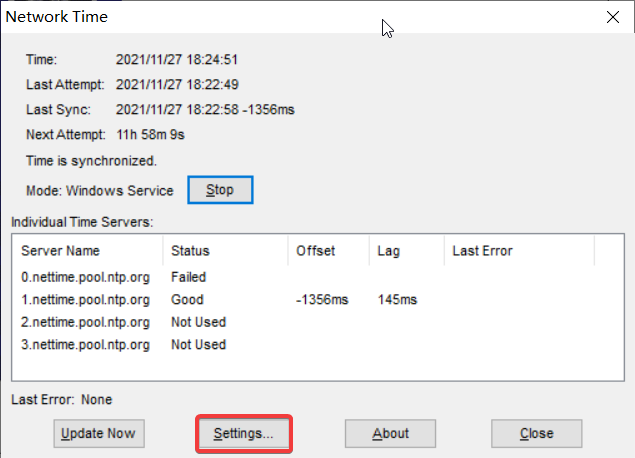 Network Time
Time: 2021/11/27 18:24:51
Last Attempt: 2021/11/27 18:22:49
Last Sync: 2021/11/27 18:22:58 -1356ms
Next Attempt: 11h 58m 9s
Time is synchronized.
Mode: Windows Service Stop
Individual Time Servers:
Server Name Status Offset Lag Last Error
0.nettime.pool.ntp.org Failed
1.nettime.pool.ntp.org Good -1356ms 145ms
2.nettime.pool.ntp.org Not Used
3.nettime.pool.ntp.org Not Used
Last Error: None
Update Now Settings... About Close